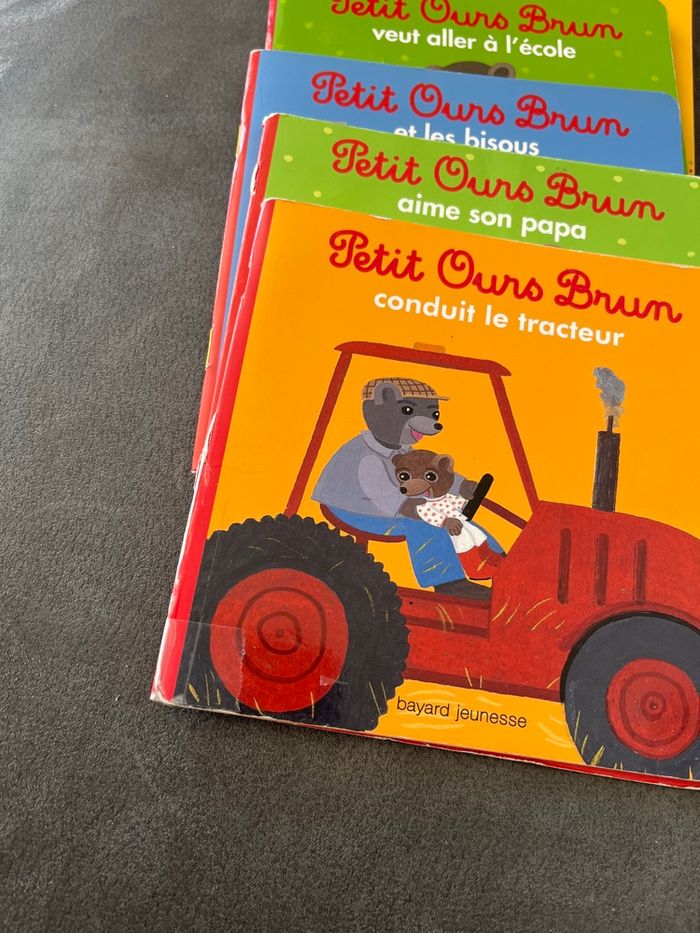 Petit Ours Brun
veut aller à l'école
Petit Ours Brun
et les bisous
Petit Ours Brun
aime son papa
Petit Ours Brun
conduit le tracteur
bayard jeunesse